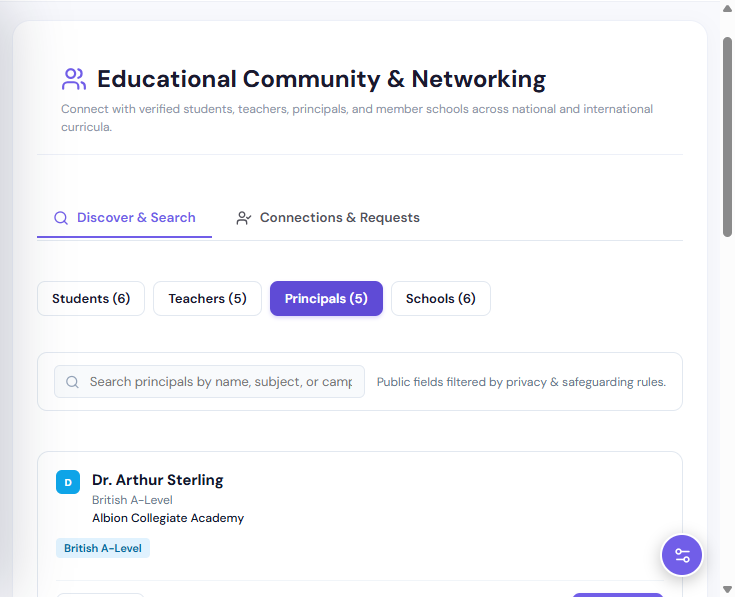 Educational Community & Networking
Connect with verified students, teachers, principals, and member schools across national and international
curricula.
Discover & Search
Connections & Requests
Students (6)
Teachers (5)
Principals (5)
Schools (6)
Search principals by name, subject, or camp
Public fields filtered by privacy & safeguarding rules.
D
Dr. Arthur Sterling
British A-Level
Albion Collegiate Academy
British A-Level